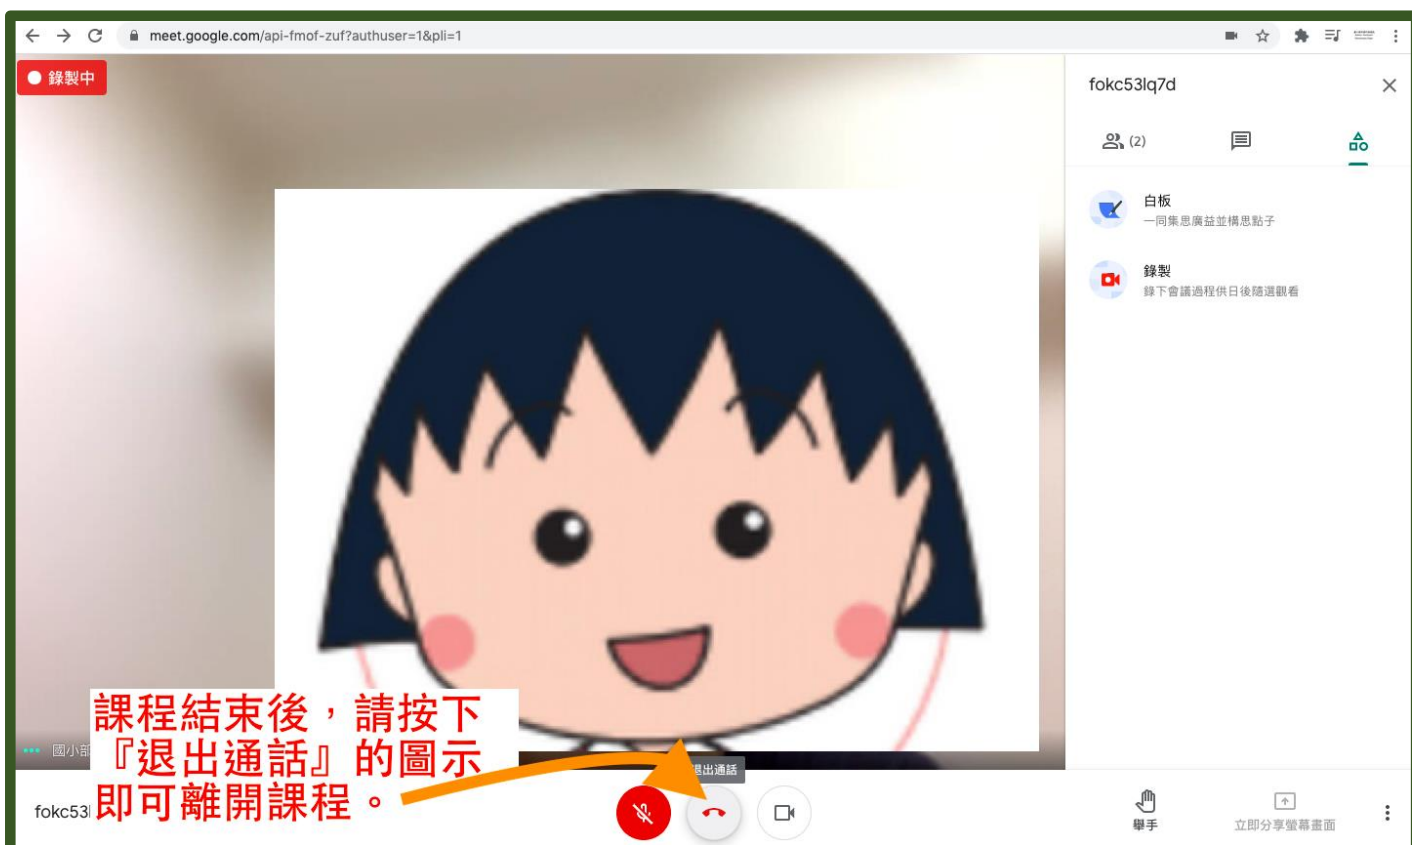 meet.google.com/api-fmof-zuf?authuser=1&pli=1
錄製中
fokc53lq7d
(2)
白板
一同集思廣益並構思點子
錄製
錄下會議過程供日後隨選觀看
課程結束後，請按下
『退出通話』的圖示
即可離開課程。
國小部
退出通話
fokc53l
舉手
立即分享螢幕畫面